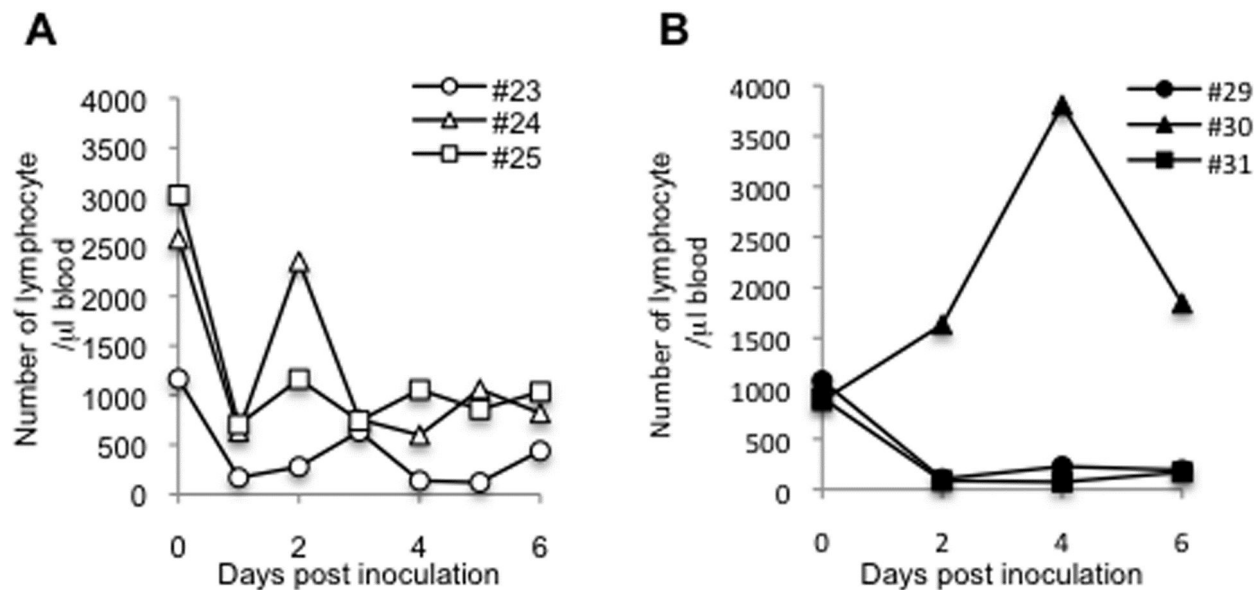 A
B
#23
#24
#25
Number of lymphocyte
/μl blood
4000
3500
3000
2500
2000
1500
1000
500
0
0 2 4 6
Days post inoculation
#29
#30
#31
Number of lymphocyte
/μl blood
4000
3500
3000
2500
2000
1500
1000
500
0
0 2 4 6
Days post inoculation